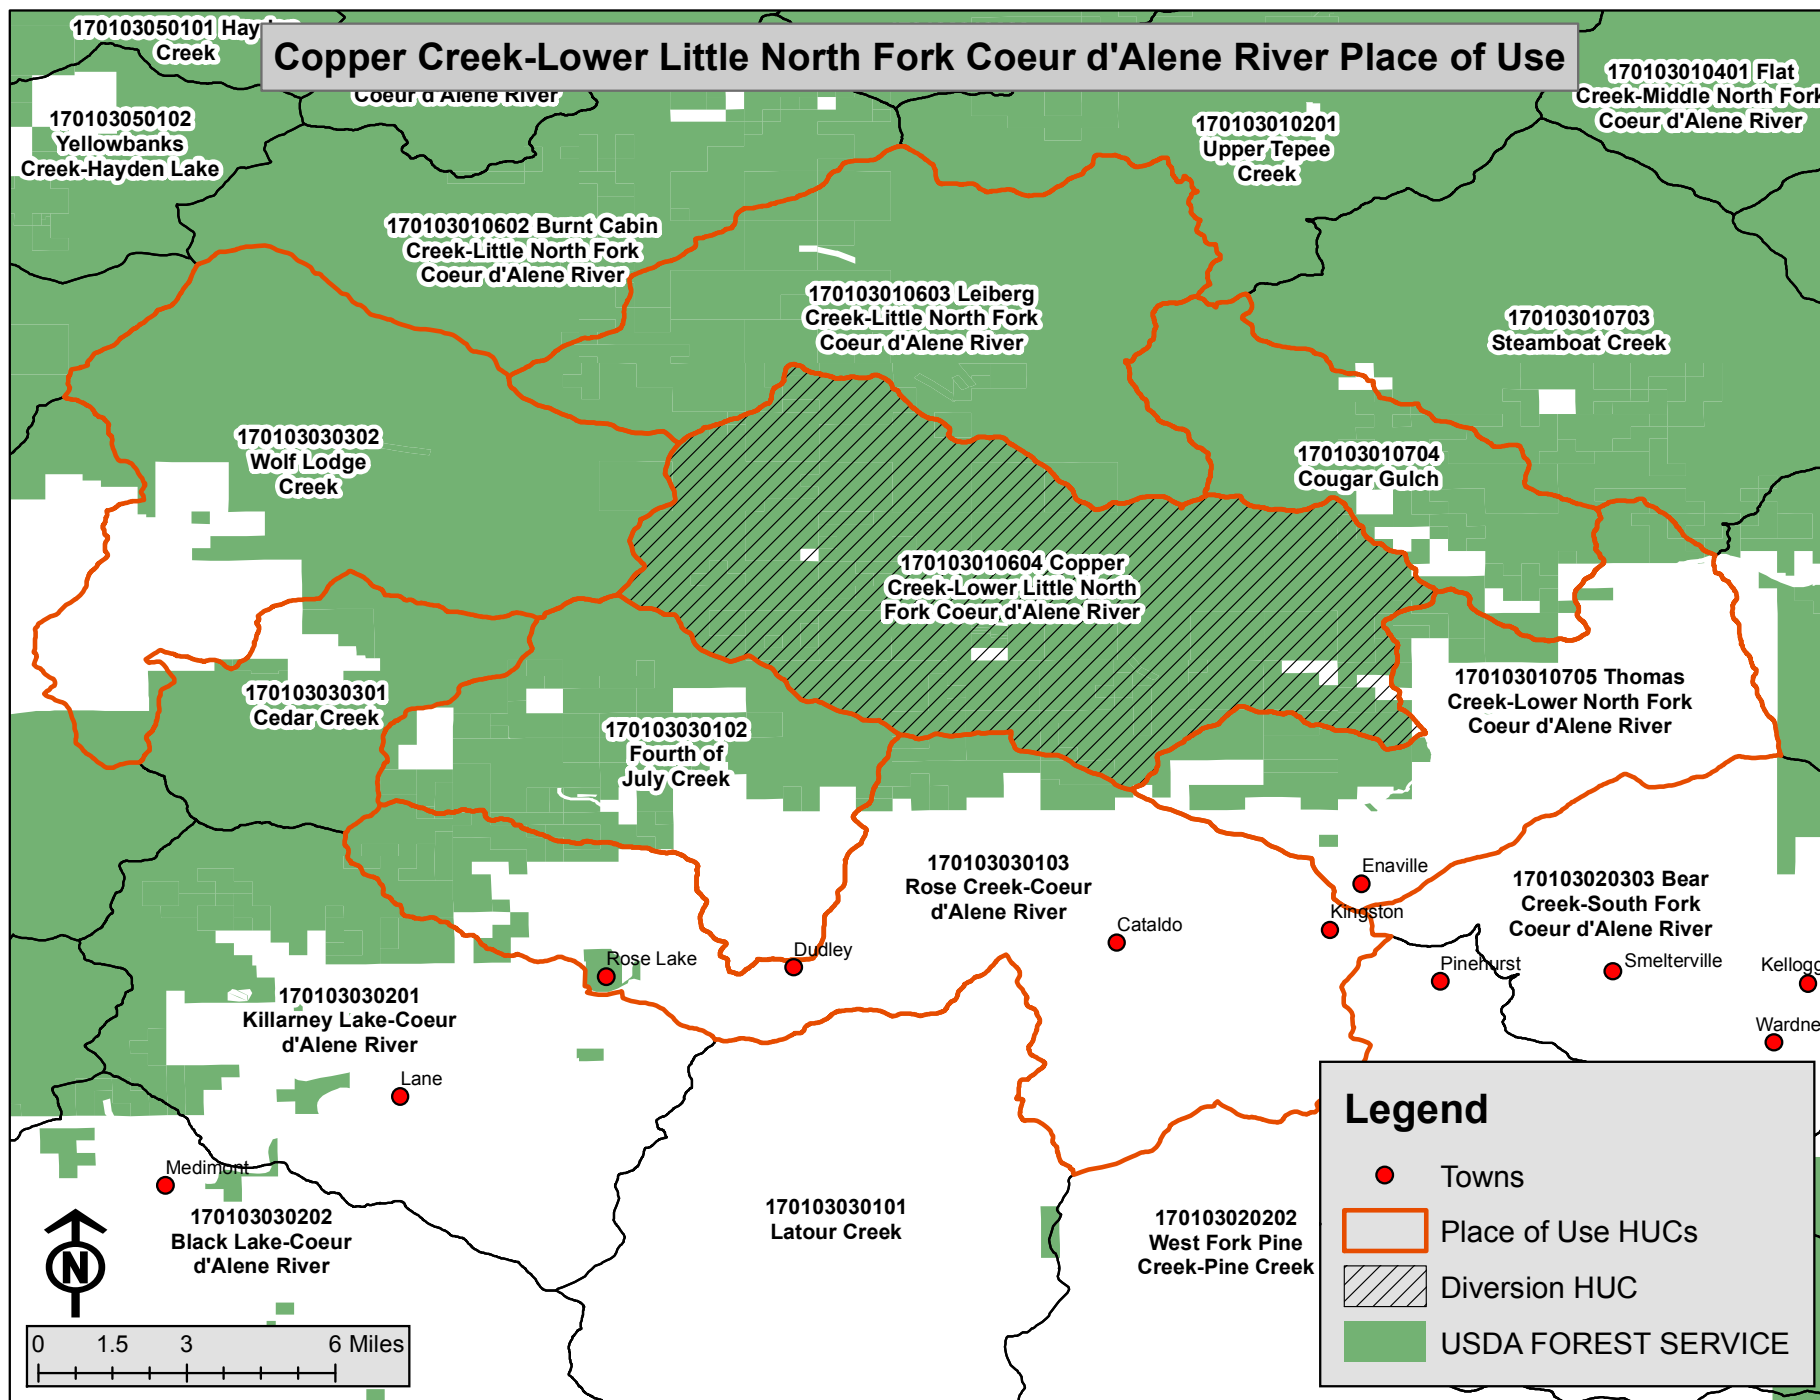 Copper Creek-Lower Little North Fork Coeur d'Alene River Place of Use
170103050101
Creek
Coeur d'Alene River
170103010401 Flat
Creek-Middle North Fork
Coeur d'Alene River
170103050102
Yellowbanks
Creek-Hayden Lake
170103010201
Upper Tepee
Creek
170103010602 Burnt Cabin
Creek-Little North Fork
Coeur d'Alene River
170103010603 Leiberg
Creek-Little North Fork
Coeur d'Alene River
170103010703
Steamboat Creek
170103030302
Wolf Lodge
Creek
170103010704
Cougar Gulch
170103010604 Copper
Creek-Lower Little North
Fork Coeur d'Alene River
170103030301
Cedar Creek
170103010705 Thomas
Creek-Lower North Fork
Coeur d'Alene River
170103030102
Fourth of
July Creek
170103030103
Rose Creek-Coeur
d'Alene River
Enaville
170103020303 Bear
Creek-South Fork
Coeur d'Alene River
Kingston
Cataldo
Rose Lake
Dudley
Pinehurst
Smelterville
Kellogg
170103030201
Killarney Lake-Coeur
d'Alene River
Wardne
Lane
Medimont
170103030202
Black Lake-Coeur
d'Alene River
170103030101
Latour Creek
170103020202
West Fork Pine
Creek-Pine Creek
N
0 1.5 3 6 Miles
Legend
Towns
Place of Use HUCs
Diversion HUC
USDA FOREST SERVICE